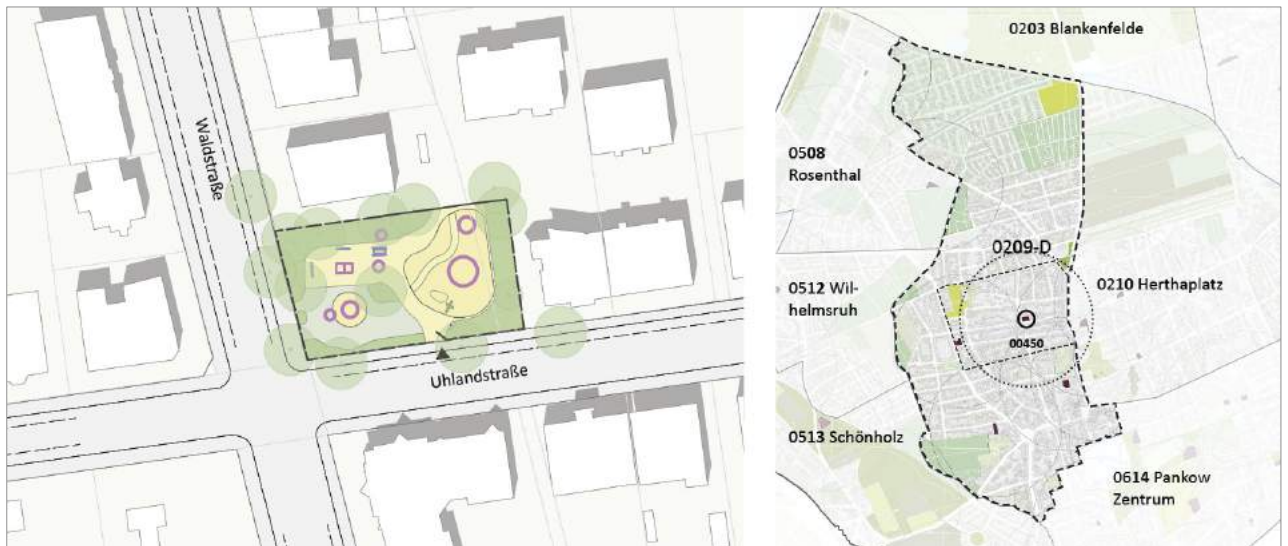 Waldstraße
Uhlandstraße
0203 Blankenfelde
0508
Rosenthal
0209-D
0512 Wil-
helmsruh
0210 Herthaplatz
00450
0513 Schönholz
0614 Pankow
Zentrum